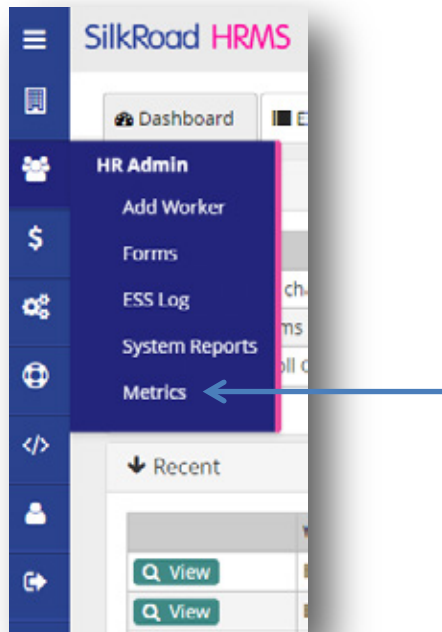 SilkRoad HRMS
Dashboard
HR Admin
Add Worker
Forms
ESS Log
System Reports
Metrics
Recent
View
View